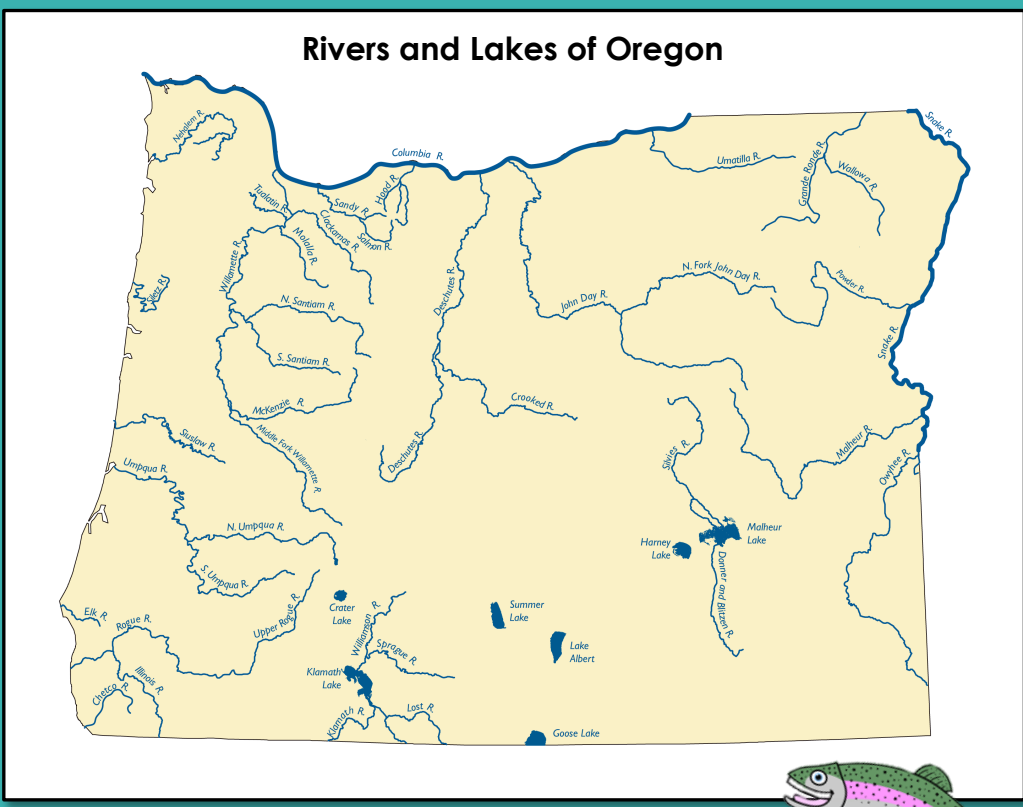 Rivers and Lakes of Oregon
Snake R.
Nehalem R.
Columbia R.
Umatilla R.
Grande Ronde R.
Wallowa R.
Hood R.
Tualatin R.
Sandy R.
Clackamas R.
Salmon R.
Molalla R.
Willamette R.
Siletz R.
Deschutes R.
N. Fork John Day R.
Powder R.
John Day R.
N. Santiam R.
Snake R.
S. Santiam R.
McKenzie R.
Crooked R.
Siuslaw R.
Middle Fork Willamette R.
Deschutes R.
Silvies R.
Malheur R.
Owyhee R.
Umpqua R.
N. Umpqua R.
Malheur
Lake
Harney
Lake
S. Umpqua R.
Donner and Blitzen R.
Elk R.
Rogue R.
Upper Rogue R.
Crater
Lake
Williamson R.
Summer
Lake
Sprague R.
Lake
Albert
Klamath
Lake
Illinois R.
Chetco R.
Klamath R.
Lost R.
Goose Lake